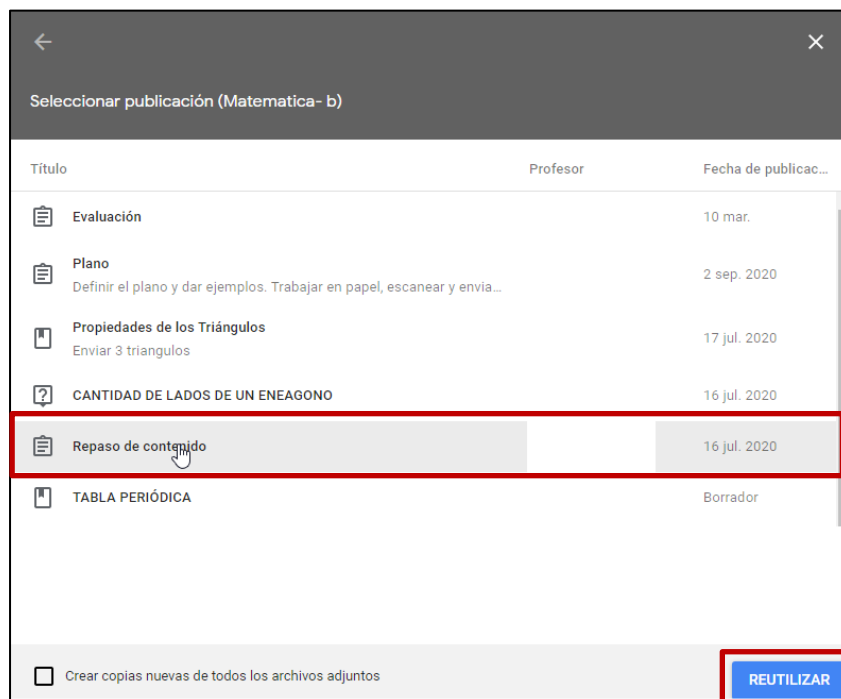 Seleccionar publicación (Matematica- b)
Título Profesor Fecha de publicac...
Evaluación 10 mar.
Plano
Definir el plano y dar ejemplos. Trabajar en papel, escanear y envia... 2 sep. 2020
Propiedades de los Triángulos
Enviar 3 triangulos 17 jul. 2020
CANTIDAD DE LADOS DE UN ENEAGONO 16 jul. 2020
Repaso de contenido 16 jul. 2020
TABLA PERIÓDICA Borrador
Crear copias nuevas de todos los archivos adjuntos REUTILIZAR